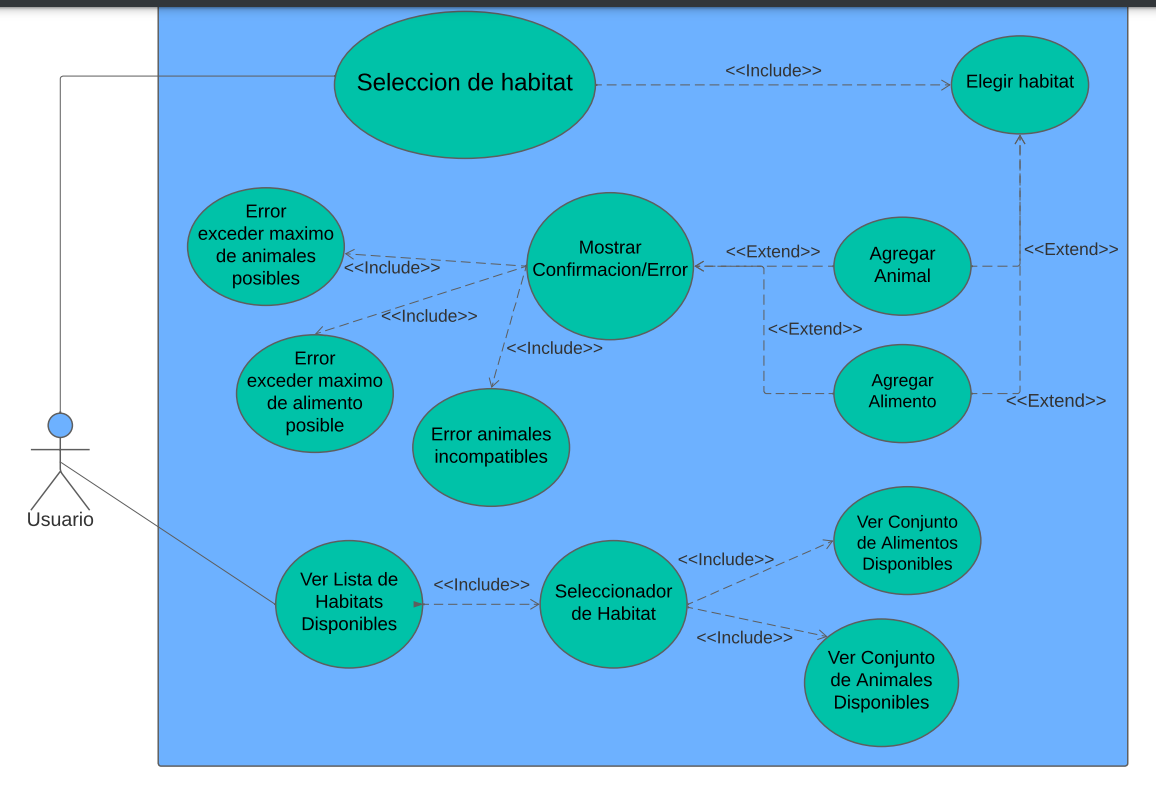 Seleccion de habitat
<<Include>>
Elegir habitat
Error
exceder maximo
de animales
posibles
<<Include>>
Mostrar
Confirmacion/Error
<<Extend>>
Agregar
Animal
<<Extend>>
<<Include>>
<<Extend>>
Error
exceder maximo
de alimento
posible
<<Include>>
Agregar
Alimento
<<Extend>>
Error animales
incompatibles
Usuario
Ver Lista de
Habitats
Disponibles
<<Include>>
Seleccionador
de Habitat
<<Include>>
Ver Conjunto
de Alimentos
Disponibles
<<Include>>
Ver Conjunto
de Animales
Disponibles